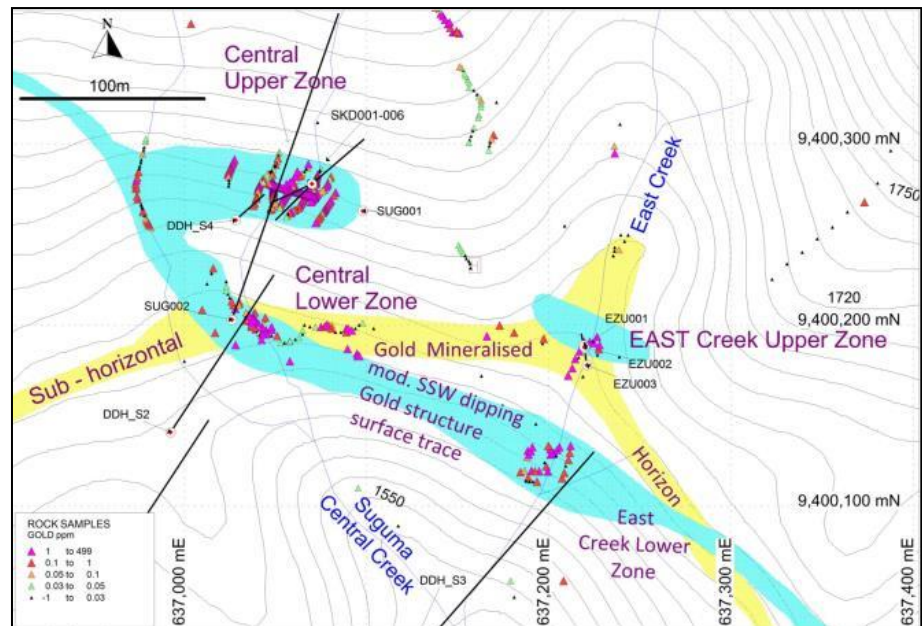 N
100m
Central
Upper Zone
SKD001-006
9,400,300 mN
1750
East Creek
SUG001
DDH_S4
Central
Lower Zone
SUG002
1720
EZU001
9,400,200 mN
EAST Creek Upper Zone
EZU002
EZU003
Sub - horizontal
Gold Mineralised
mod. SSW dipping
Gold structure
surface trace
DDH_S2
Horizon
1550
Suguma
Central Creek
9,400,100 mN
East
Creek Lower
Zone
DDH_S3
ROCK SAMPLES
GOLD ppm
1 to 499
0.1 to 1
0.05 to 0.1
0.03 to 0.05
-1 to 0.03
637,000 mE
637,200 mE
637,300 mE
637,400 mE